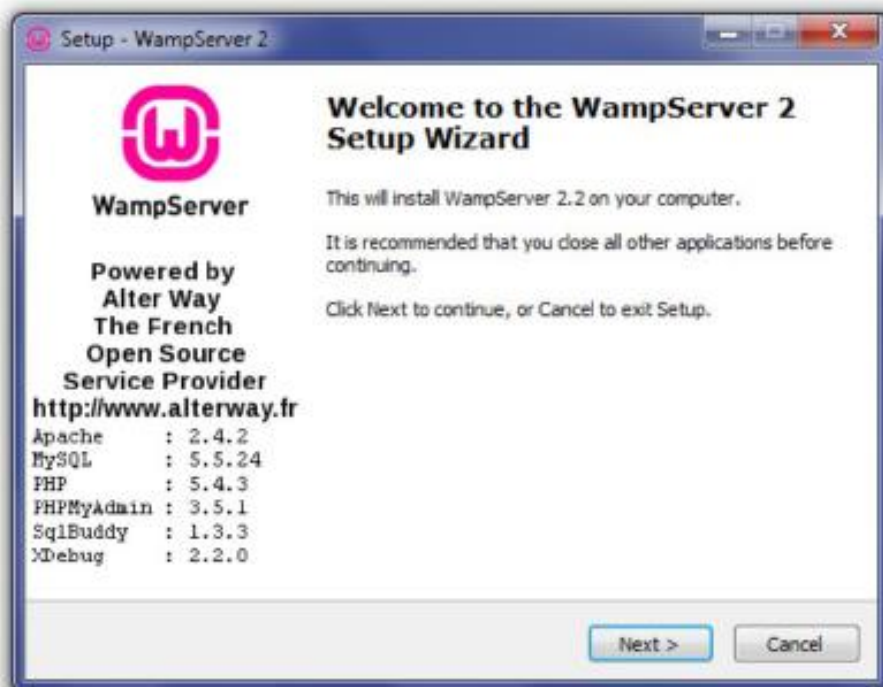 Setup - WampServer 2
WampServer
Powered by
Alter Way
The French
Open Source
Service Provider
http://www.alterway.fr
Apache : 2.4.2
MySQL : 5.5.24
PHP : 5.4.3
PHPMyAdmin : 3.5.1
SqlBuddy : 1.3.3
XDebug : 2.2.0
Welcome to the WampServer 2
Setup Wizard
This will install WampServer 2.2 on your computer.
It is recommended that you close all other applications before
continuing.
Click Next to continue, or Cancel to exit Setup.
Next >
Cancel